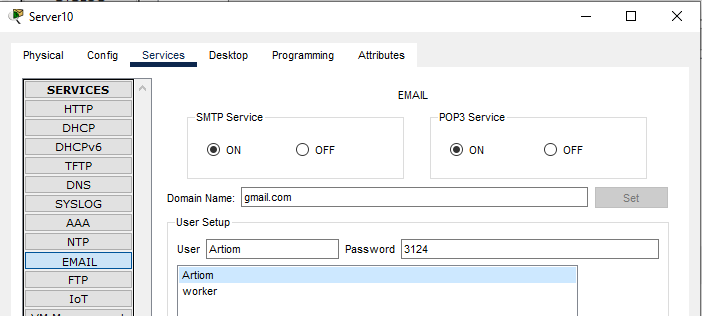 Server10
Physical Config Services Desktop Programming Attributes
SERVICES
HTTP
DHCP
DHCPv6
TFTP
DNS
SYSLOG
AAA
NTP
EMAIL
FTP
IoT
EMAIL
SMTP Service
ON OFF
POP3 Service
ON OFF
Domain Name: gmail.com Set
User Setup
User Artiom Password 3124
Artiom
worker